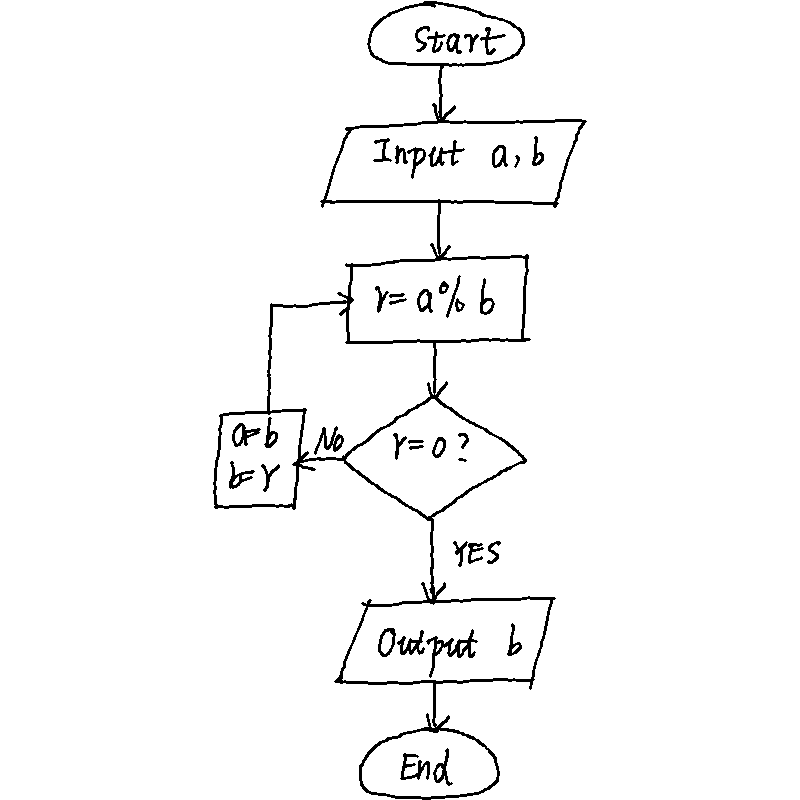 Start
Input a, b
r = a % b
r = 0 ?
No
a = b
b = r
YES
Output b
End